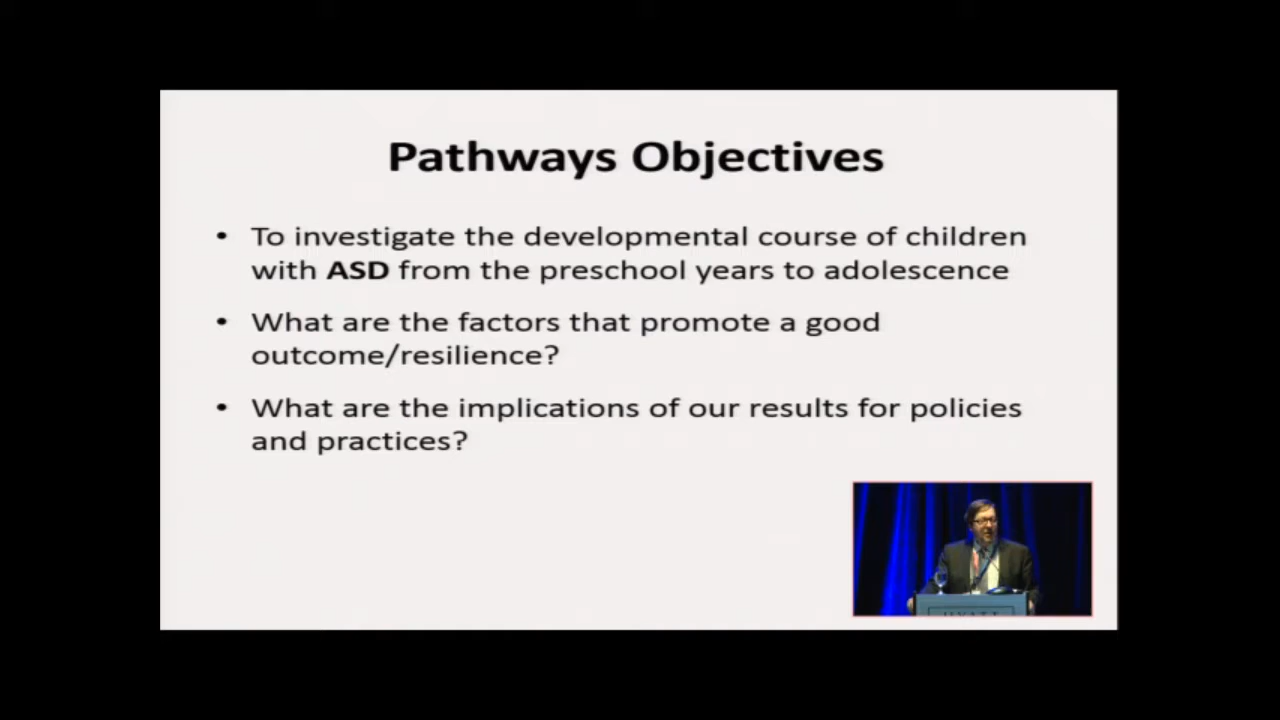 Pathways Objectives
• To investigate the developmental course of children
with ASD from the preschool years to adolescence
• What are the factors that promote a good
outcome/resilience?
• What are the implications of our results for policies
and practices?
HYATT